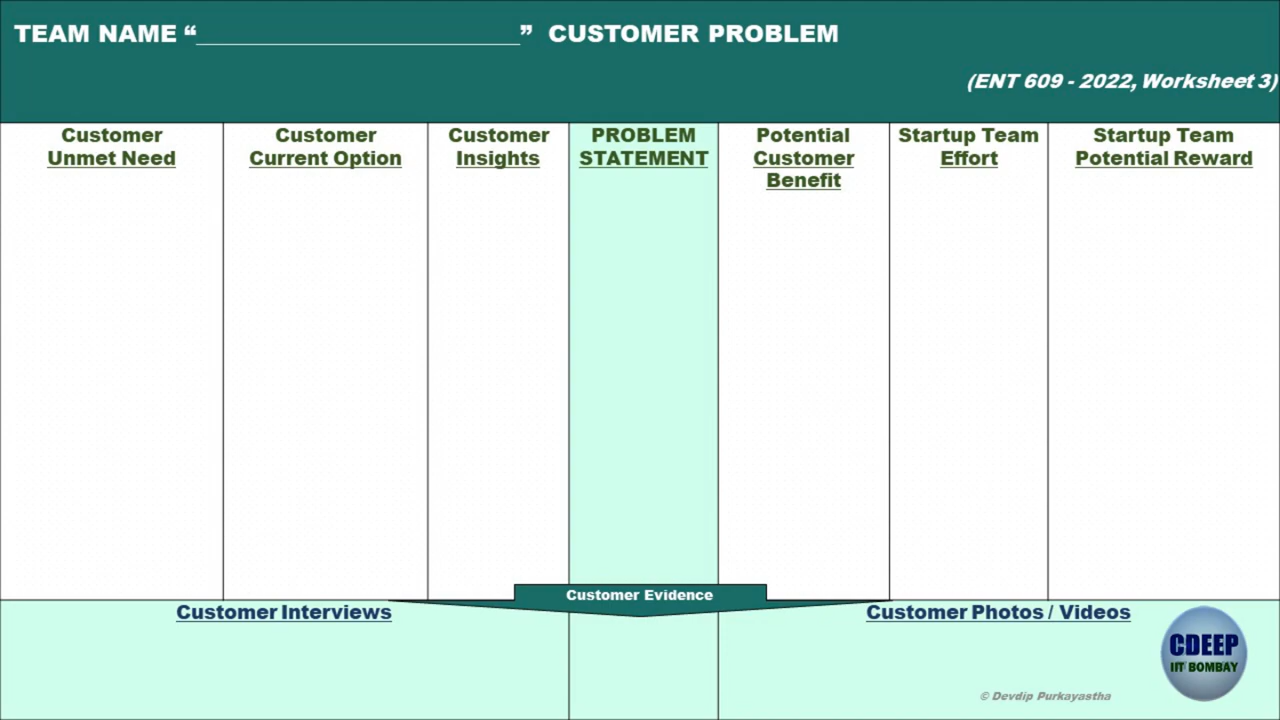 TEAM NAME “___________________________” CUSTOMER PROBLEM
(ENT 609 - 2022, Worksheet 3)
Customer
Unmet Need
Customer
Current Option
Customer
Insights
PROBLEM
STATEMENT
Potential
Customer
Benefit
Startup Team
Effort
Startup Team
Potential Reward
Customer Evidence
Customer Interviews
Customer Photos / Videos
CDEEP
IIT BOMBAY
© Devdip Purkayastha